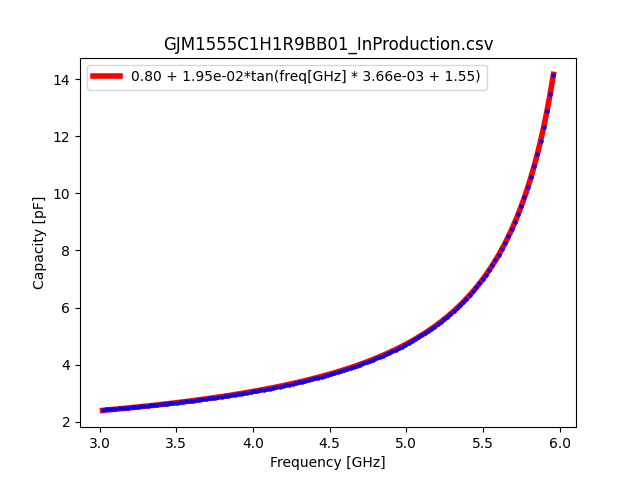 GJM1555C1H1R9BB01_InProduction.csv
0.80 + 1.95e-02*tan(freq[GHz] * 3.66e-03 + 1.55)
14
12
10
8
6
4
2
Capacity [pF]
3.0 3.5 4.0 4.5 5.0 5.5 6.0
Frequency [GHz]